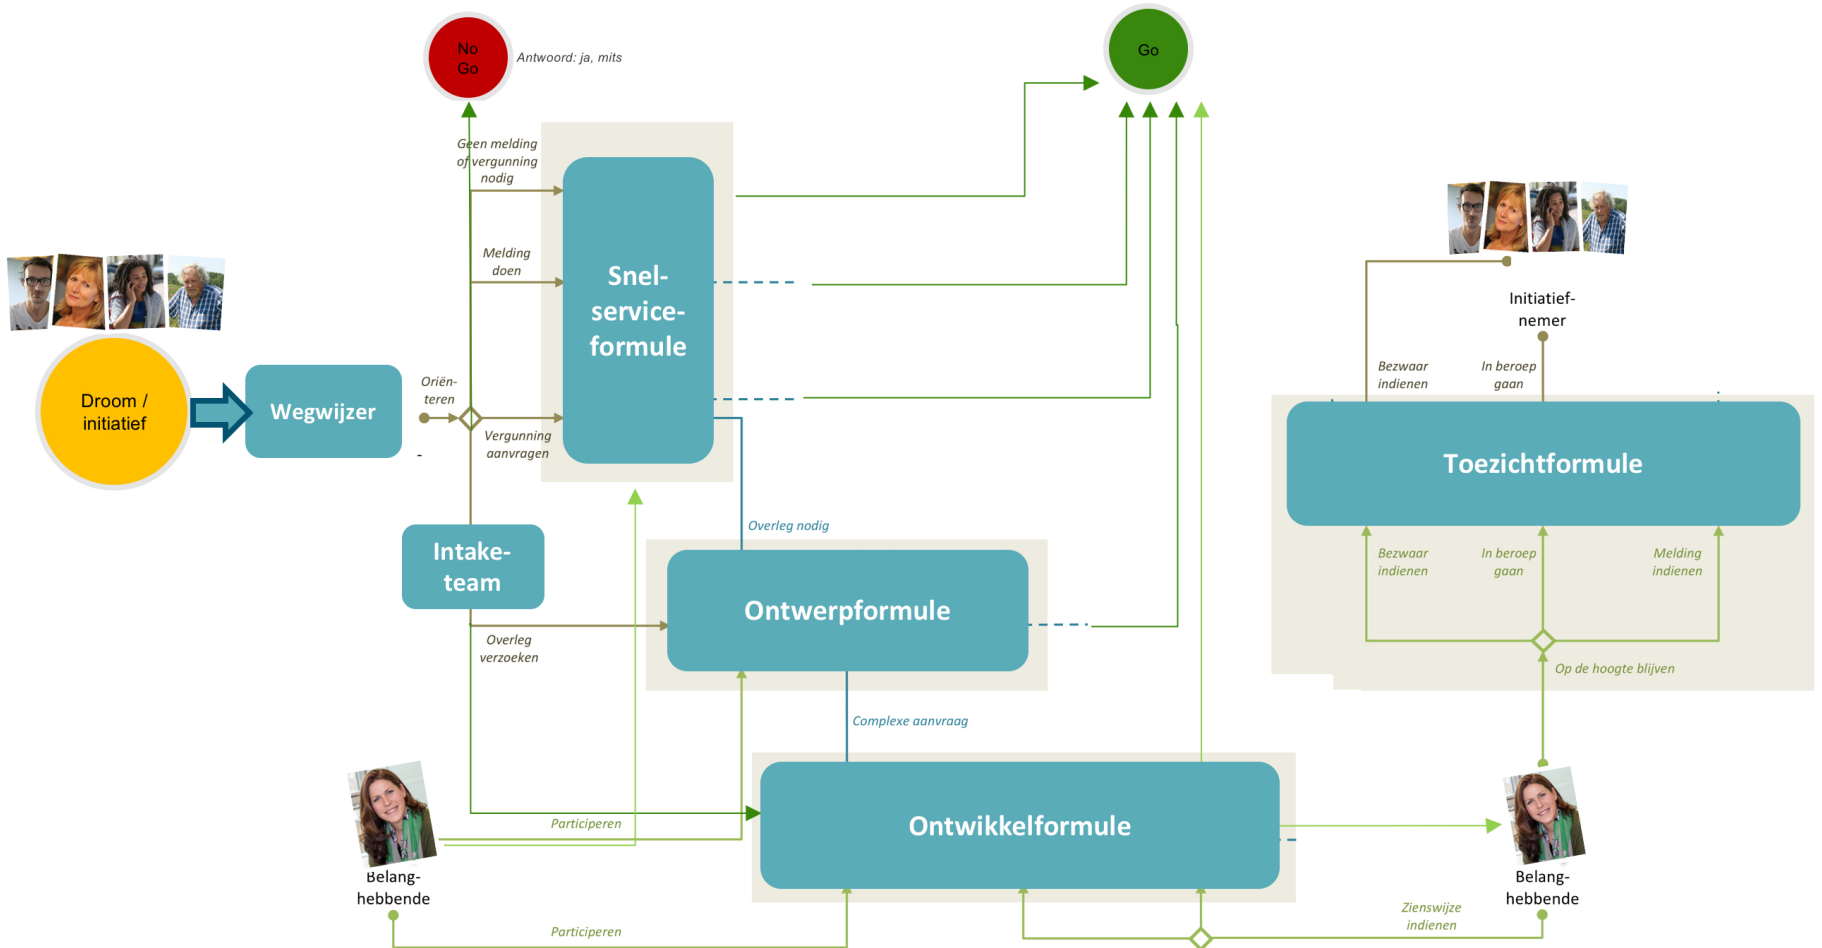 No
Go
Antwoord: ja, mits
Go
Geen melding
of vergunning
nodig
Melding
doen
Snel-
service-
formule
Initiatief-
nemer
Bezwaar
indienen
In beroep
gaan
Oriën-
teren
Droom /
initiatief
Wegwijzer
-
Vergunning
aanvragen
Toezichtformule
Overleg nodig
Intake-
team
Bezwaar
indienen
In beroep
gaan
Melding
indienen
Ontwerpformule
Overleg
verzoeken
Op de hoogte blijven
Complexe aanvraag
Participeren
Ontwikkelformule
Belang-
hebbende
Belang-
hebbende
Zienswijze
indienen
Participeren